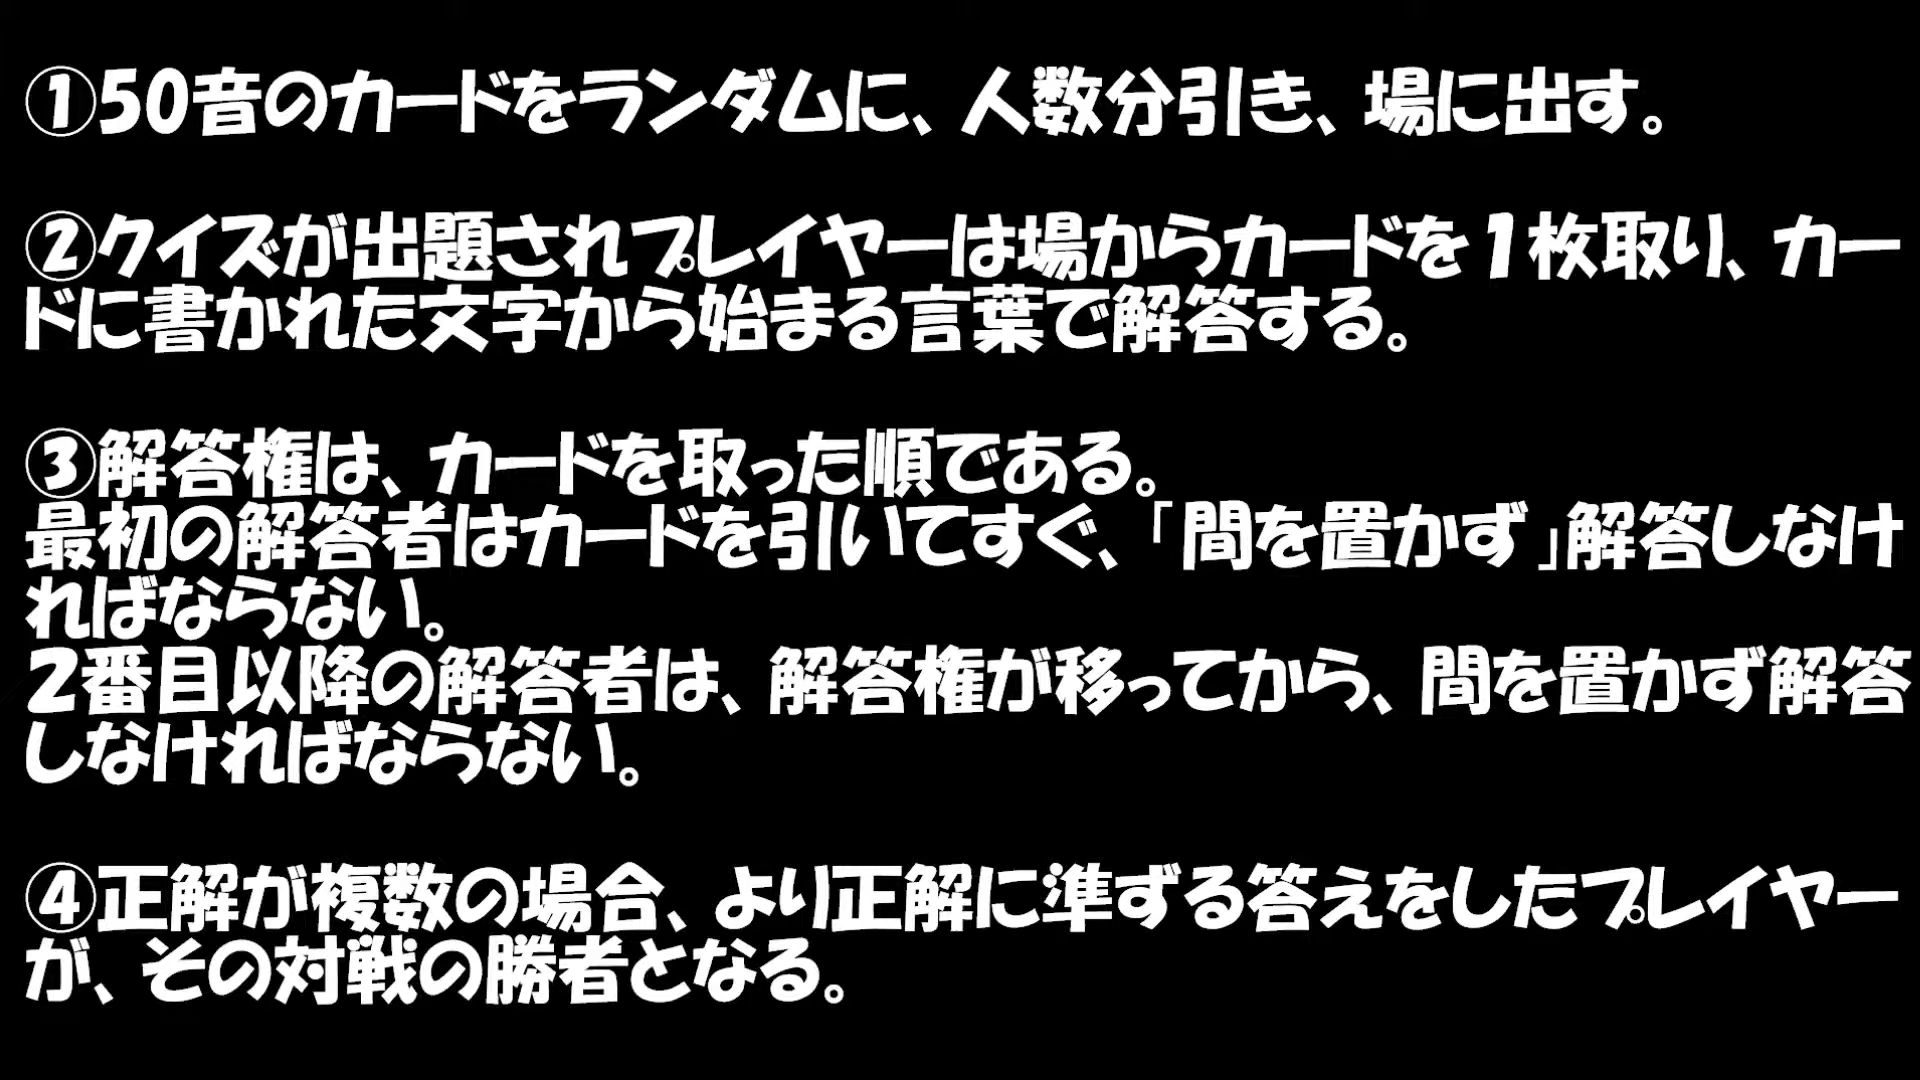 ①50音のカードをランダムに、人数分引き、場に出す。
②クイズが出題されプレイヤーは場からカードを1枚取り、カー
ドに書かれた文字から始まる言葉で解答する。
③解答権は、カードを取った順である。
最初の解答者はカードを引いてすぐ、「間を置かず」解答しなけ
ればならない。
2番目以降の解答者は、解答権が移ってから、間を置かず解答
しなければならない。
④正解が複数の場合、より正解に準ずる答えをしたプレイヤー
が、その対戦の勝者となる。